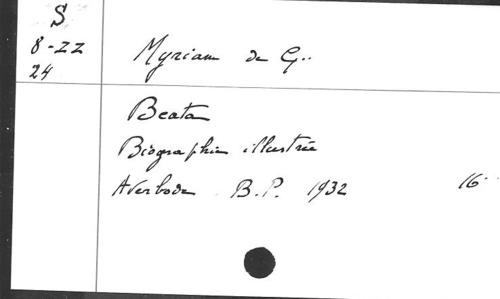 S
8-22
24
Myriam de G..
Beata
Biographie illustrée
Averbode B.P. 1932 16°